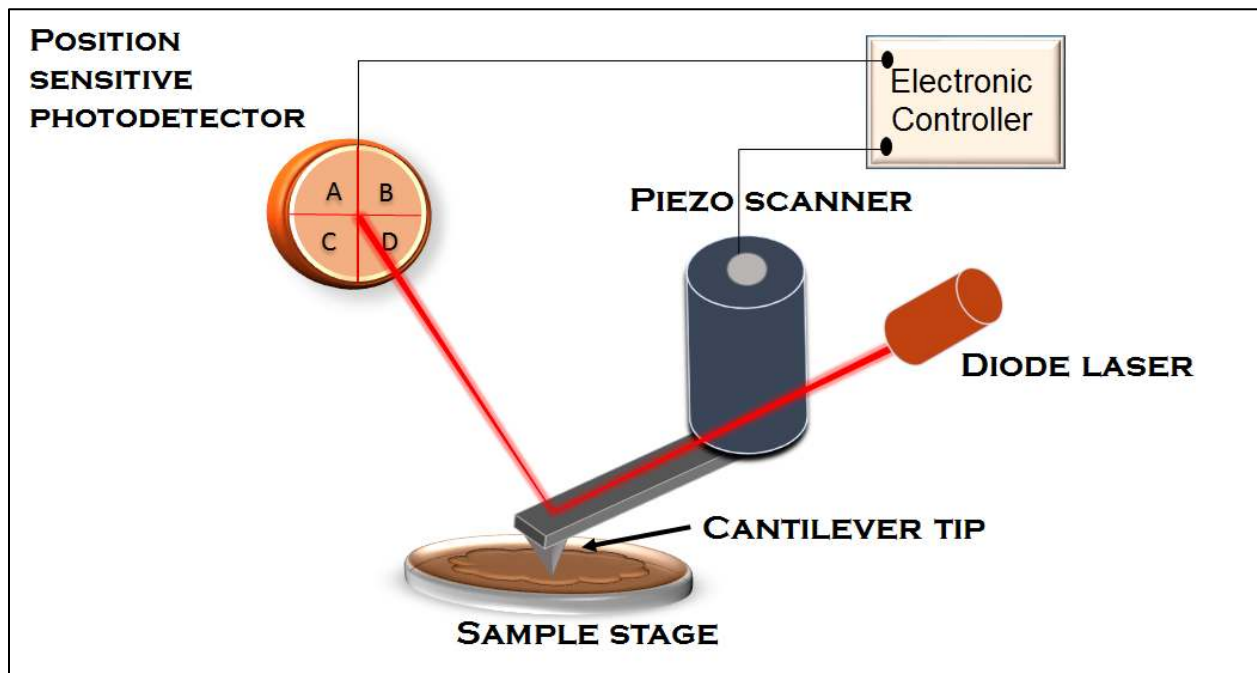 Position
sensitive
photodetector
Electronic
Controller
A B
C D
Piezo scanner
Diode laser
Cantilever tip
Sample stage